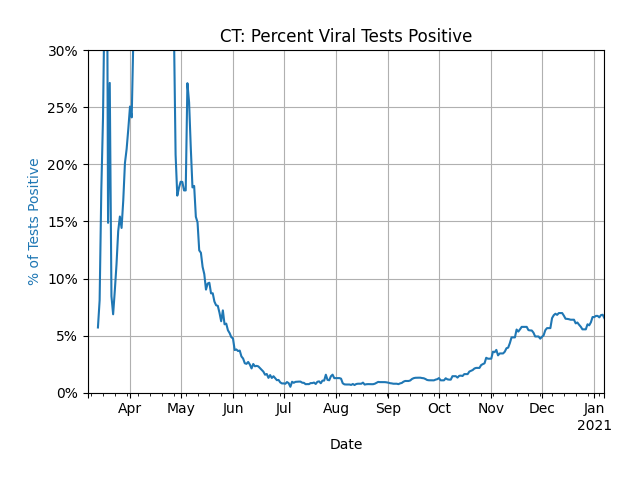 CT: Percent Viral Tests Positive
30%
25%
20%
15%
10%
5%
0%
% of Tests Positive
Apr May Jun Jul Aug Sep Oct Nov Dec Jan
2021
Date